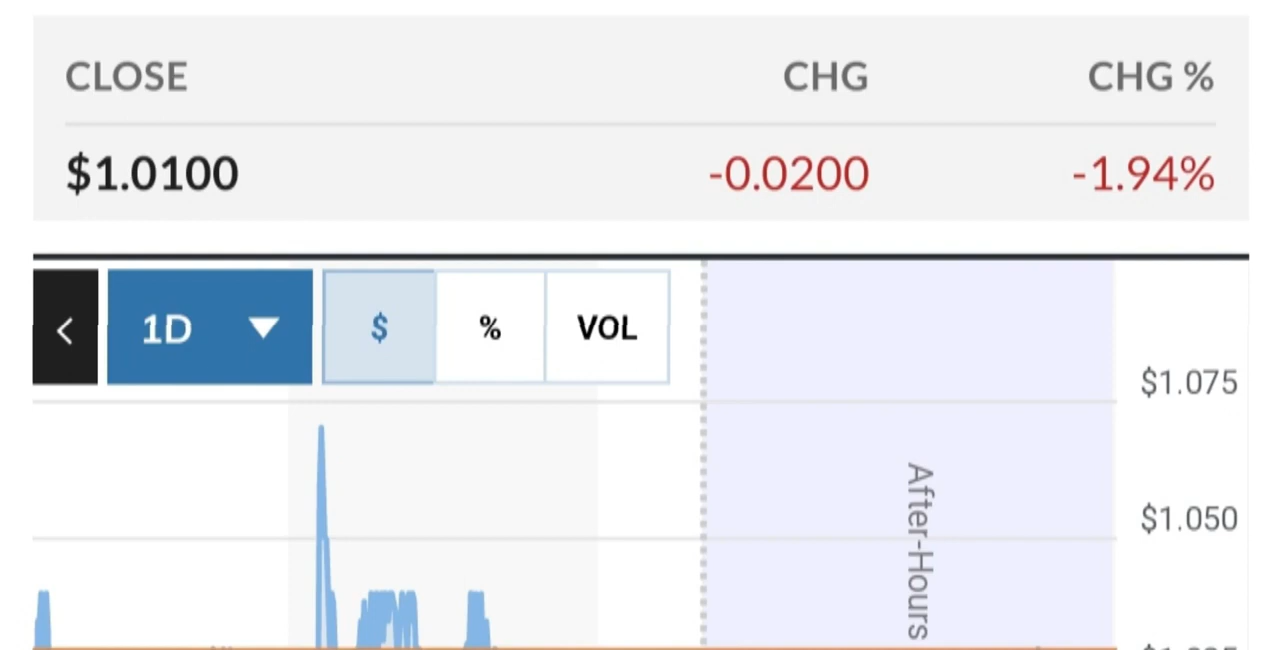 CLOSE CHG CHG %
$1.0100 -0.0200 -1.94%
1D $ % VOL
$1.075
$1.050
After-Hours